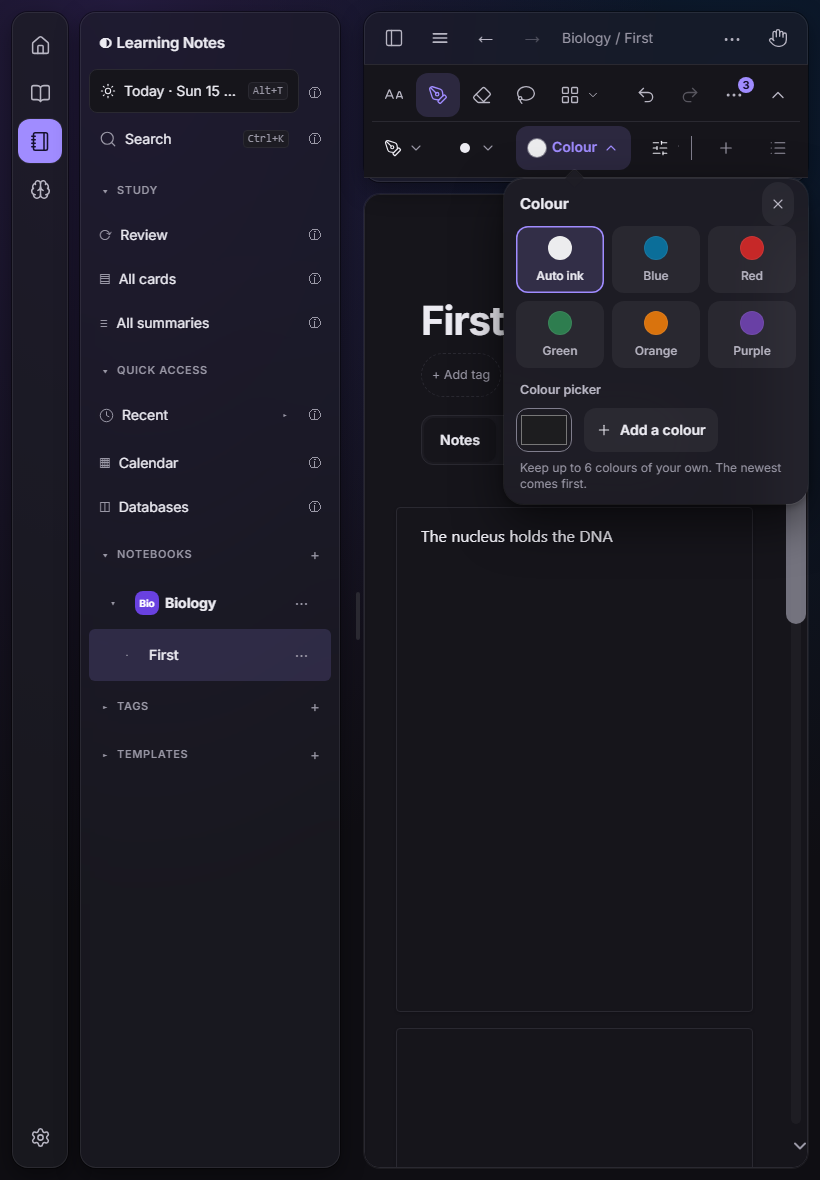 Learning Notes
Today · Sun 15 ... Alt+T
Search Ctrl+K
STUDY
Review
All cards
All summaries
QUICK ACCESS
Recent
Calendar
Databases
NOTEBOOKS
Bio Biology
First
TAGS
TEMPLATES
Biology / First
AA
3
Colour
Colour
Auto ink
Blue
Red
Green
Orange
Purple
Colour picker
Add a colour
Keep up to 6 colours of your own. The newest
comes first.
First
+ Add tag
Notes
The nucleus holds the DNA